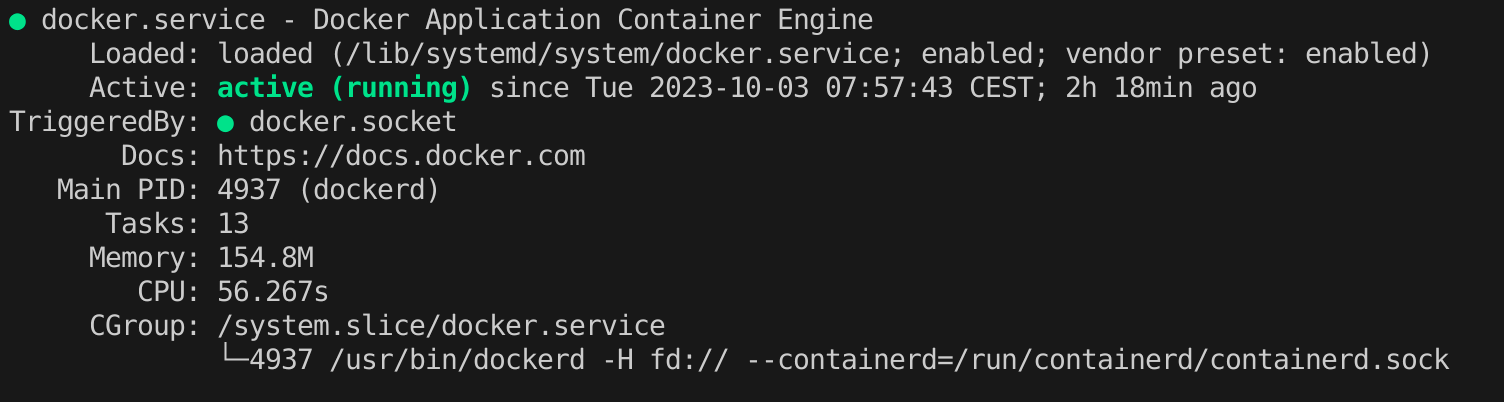 ● docker.service - Docker Application Container Engine
Loaded: loaded (/lib/systemd/system/docker.service; enabled; vendor preset: enabled)
Active: active (running) since Tue 2023-10-03 07:57:43 CEST; 2h 18min ago
TriggeredBy: ● docker.socket
Docs: https://docs.docker.com
Main PID: 4937 (dockerd)
Tasks: 13
Memory: 154.8M
CPU: 56.267s
CGroup: /system.slice/docker.service
└─4937 /usr/bin/dockerd -H fd:// --containerd=/run/containerd/containerd.sock